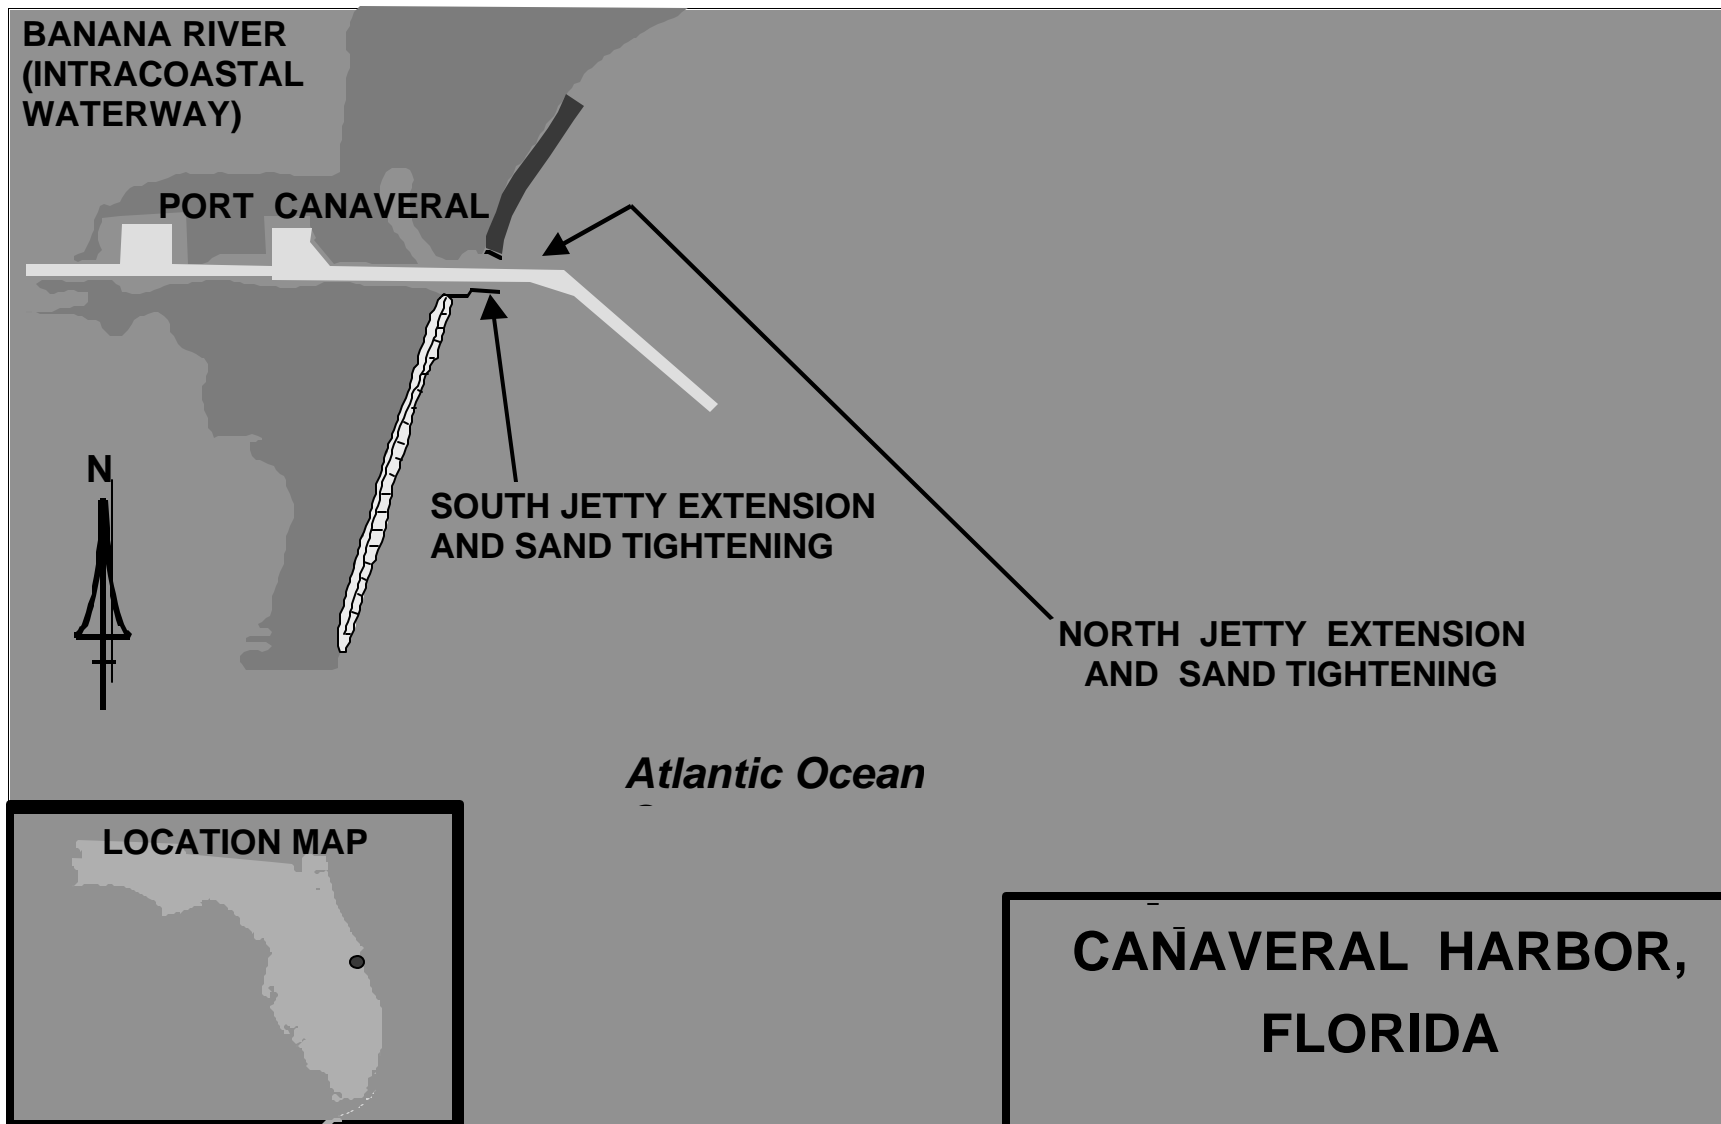 BANANA RIVER
(INTRACOASTAL
WATERWAY)
PORT CANAVERAL
N
SOUTH JETTY EXTENSION
AND SAND TIGHTENING
NORTH JETTY EXTENSION
AND SAND TIGHTENING
Atlantic Ocean
LOCATION MAP
CANAVERAL HARBOR,
FLORIDA